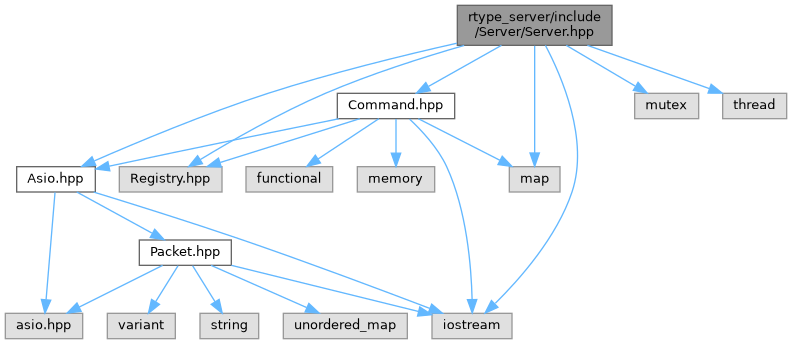 rtype_server/include
/Server/Server.hpp
Command.hpp
mutex
thread
Asio.hpp
Registry.hpp
functional
memory
map
Packet.hpp
asio.hpp
variant
string
unordered_map
iostream